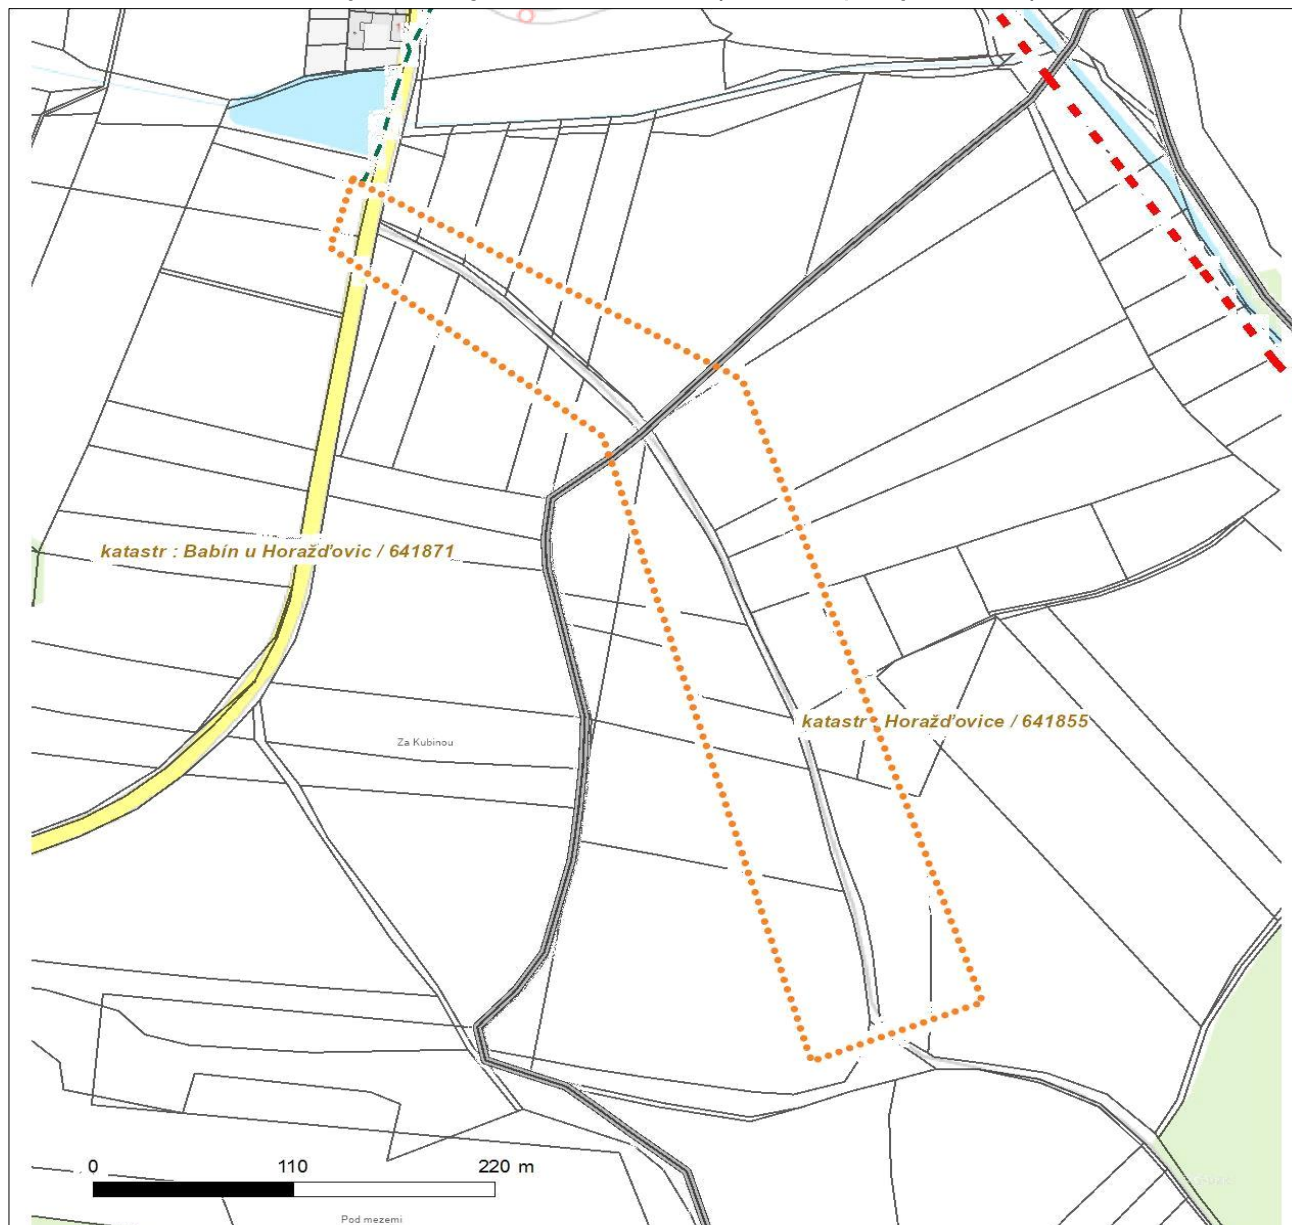 katastr : Babín u Horažďovic / 641871
katastr : Horažďovice / 641855
Za Kubinou
0 110 220 m
Pod mezemi